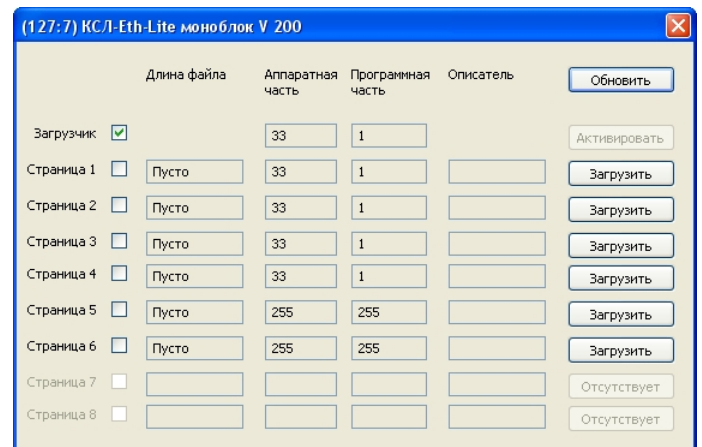 (127:7) КСЛ-Eth-Lite моноблок V 200
Длина файла Аппаратная часть Программная часть Описатель Обновить
Загрузчик 33 1 Активировать
Страница 1 Пусто 33 1 Загрузить
Страница 2 Пусто 33 1 Загрузить
Страница 3 Пусто 33 1 Загрузить
Страница 4 Пусто 33 1 Загрузить
Страница 5 Пусто 255 255 Загрузить
Страница 6 Пусто 255 255 Загрузить
Страница 7 Отсутствует
Страница 8 Отсутствует